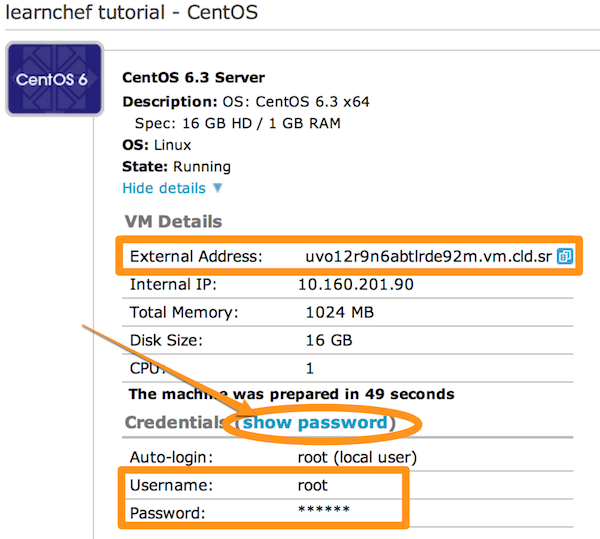 learnchef tutorial - CentOS
CentOS 6
CentOS 6.3 Server
Description: OS: CentOS 6.3 x64
Spec: 16 GB HD / 1 GB RAM
OS: Linux
State: Running
Hide details ▼
VM Details
External Address: uvo12r9n6abtlrde92m.vm.cld.sr
Internal IP: 10.160.201.90
Total Memory: 1024 MB
Disk Size: 16 GB
CPU: 1
The machine was prepared in 49 seconds
Credentials (show password)
Auto-login: root (local user)
Username: root
Password: ******